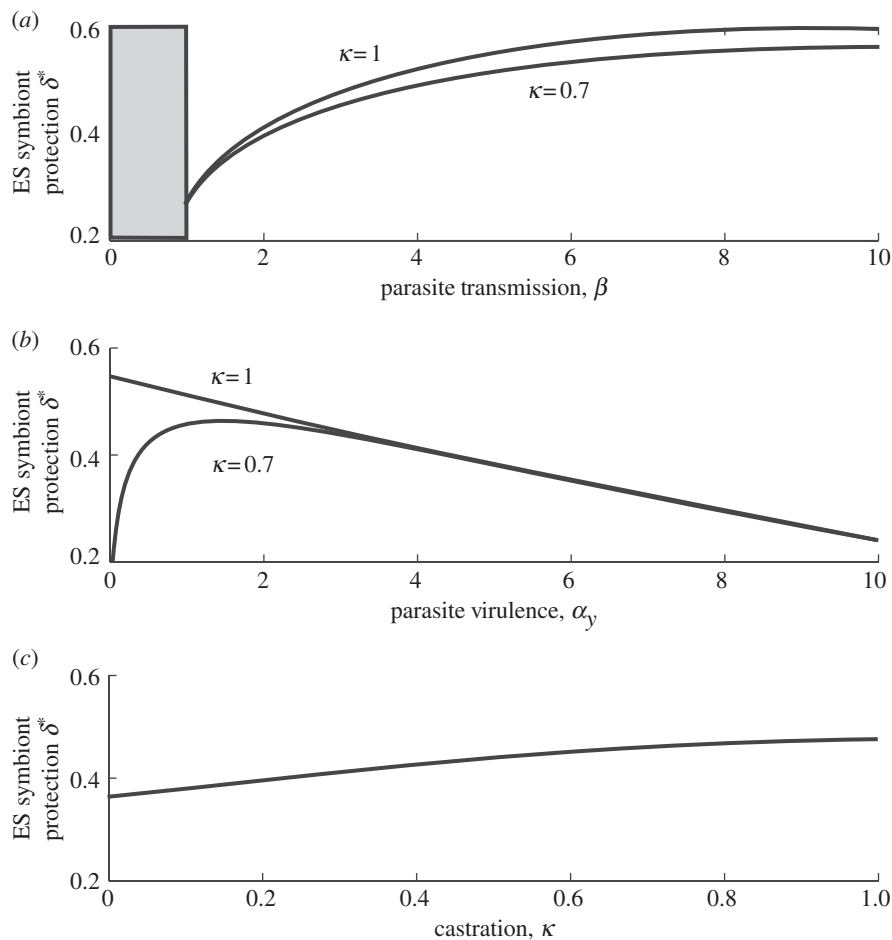 (a)
0.6
κ=1
κ=0.7
0.4
0.2
ES symbiont
protection δ*
0 2 4 6 8 10
parasite transmission, β
(b)
0.6
κ=1
0.4
κ=0.7
0.2
ES symbiont
protection δ*
0 2 4 6 8 10
parasite virulence, αy
(c)
0.6
0.4
0.2
ES symbiont
protection δ*
0 0.2 0.4 0.6 0.8 1.0
castration, κ